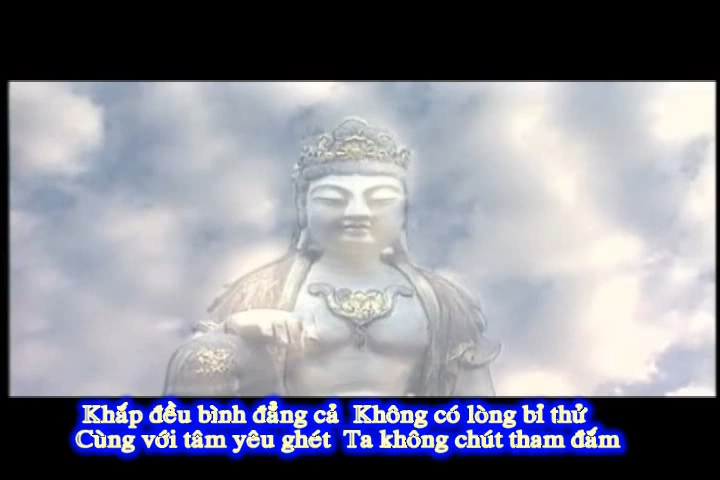 Khắp đều bình đẳng cả Không có lòng bỉ thử
Cùng với tâm yêu ghét Ta không chút tham đắm